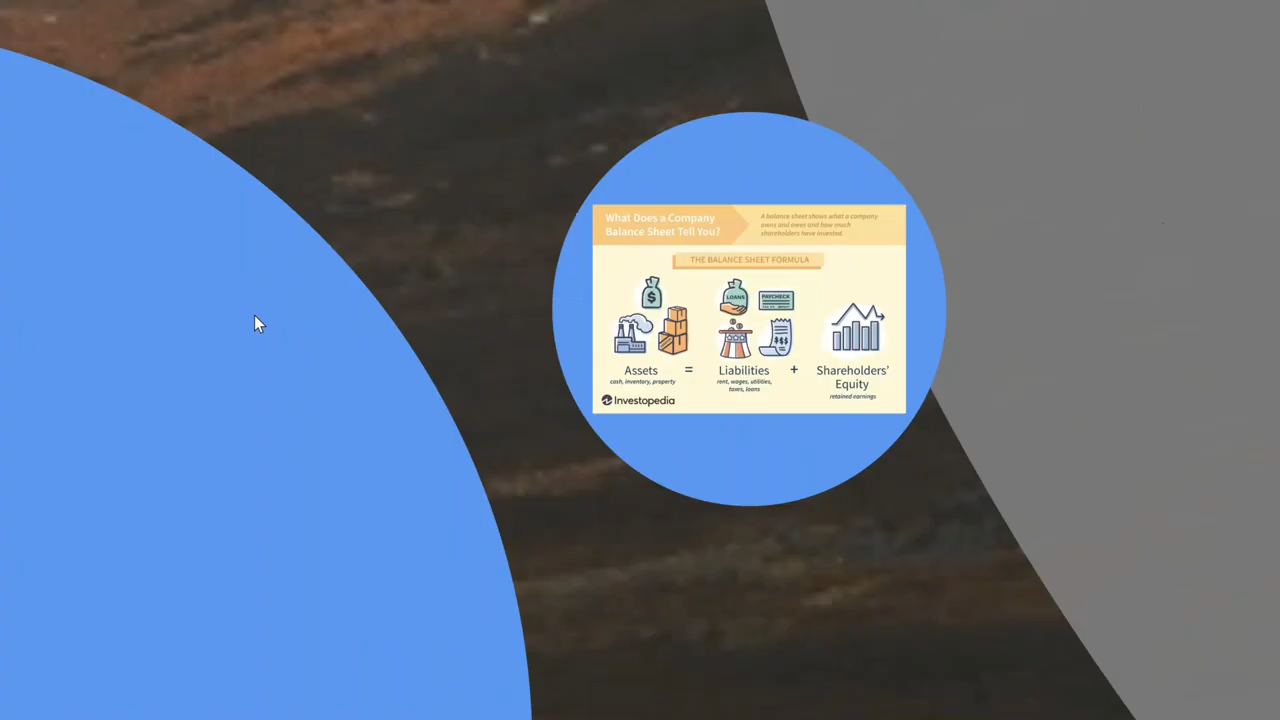 What Does a Company
Balance Sheet Tell You?
A balance sheet shows what a company
owns and owes and how much
shareholders have invested.
THE BALANCE SHEET FORMULA
$
LOANS
PAYCHECK
$$$
Assets
=
Liabilities
+
Shareholders'
Equity
cash, inventory, property
rent, wages, utilities,
taxes, loans
retained earnings
Investopedia